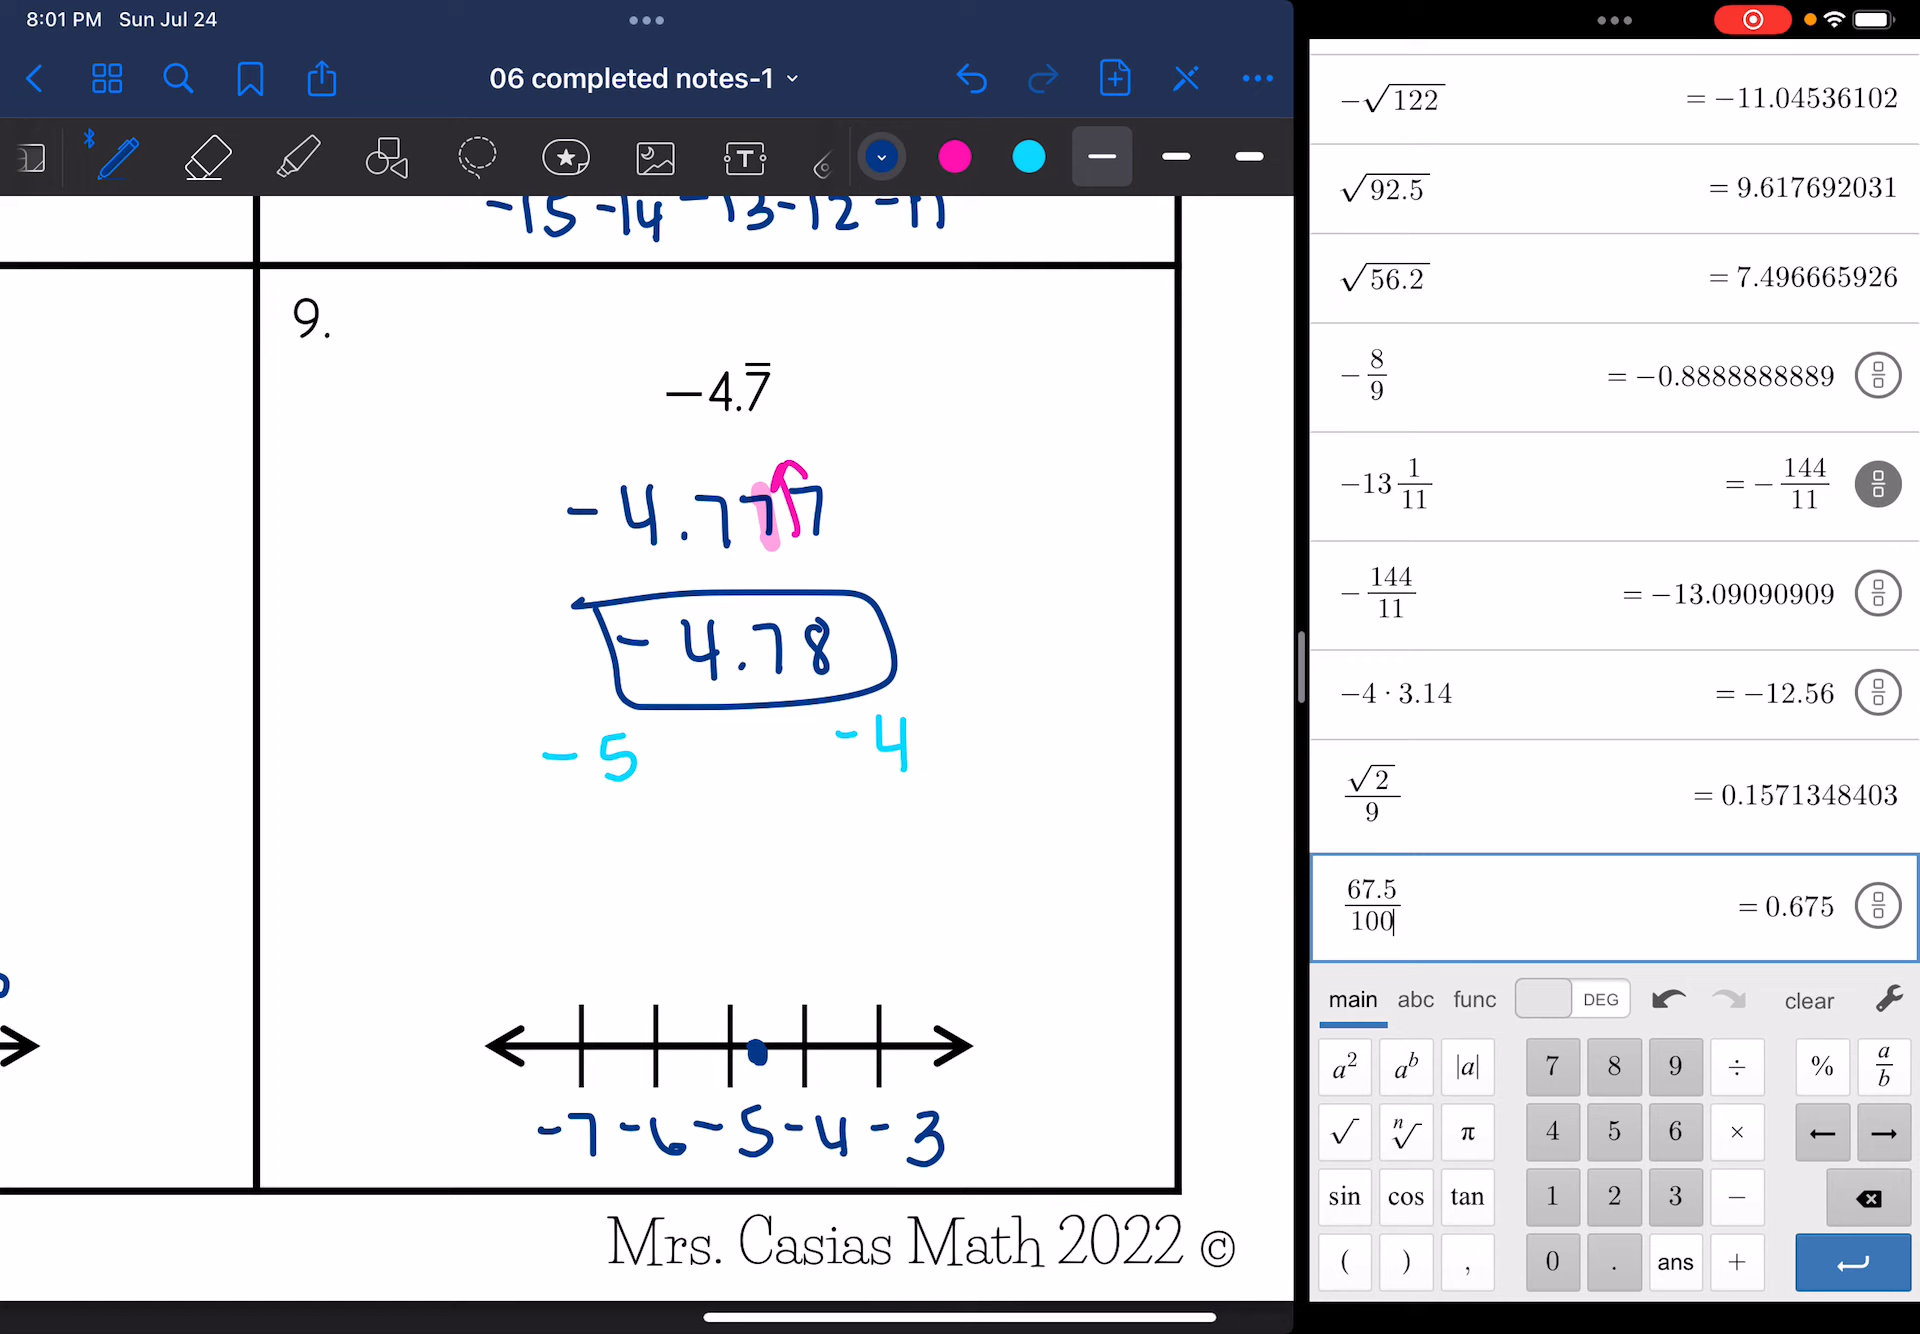 8:01 PM Sun Jul 24
06 completed notes-1
T
-15 -14 -13 -12 -11
9.
−4.7̿
- 4.777
- 4.78
- 5 - 4
-7 -6 -5 -4 -3
Mrs. Casias Math 2022 ©
−√122 = −11.04536102
√92.5 = 9.617692031
√56.2 = 7.496665926
−8/9 = −0.8888888889
−13 1/11 = −144/11
−144/11 = −13.09090909
−4 · 3.14 = −12.56
√2/9 = 0.1571348403
67.5/100 = 0.675
main abc func DEG clear
a² aᵇ |a| 7 8 9 ÷ % a/b
√ ⁿ√ π 4 5 6 × ← →
sin cos tan 1 2 3 −
( ) , 0 . ans +